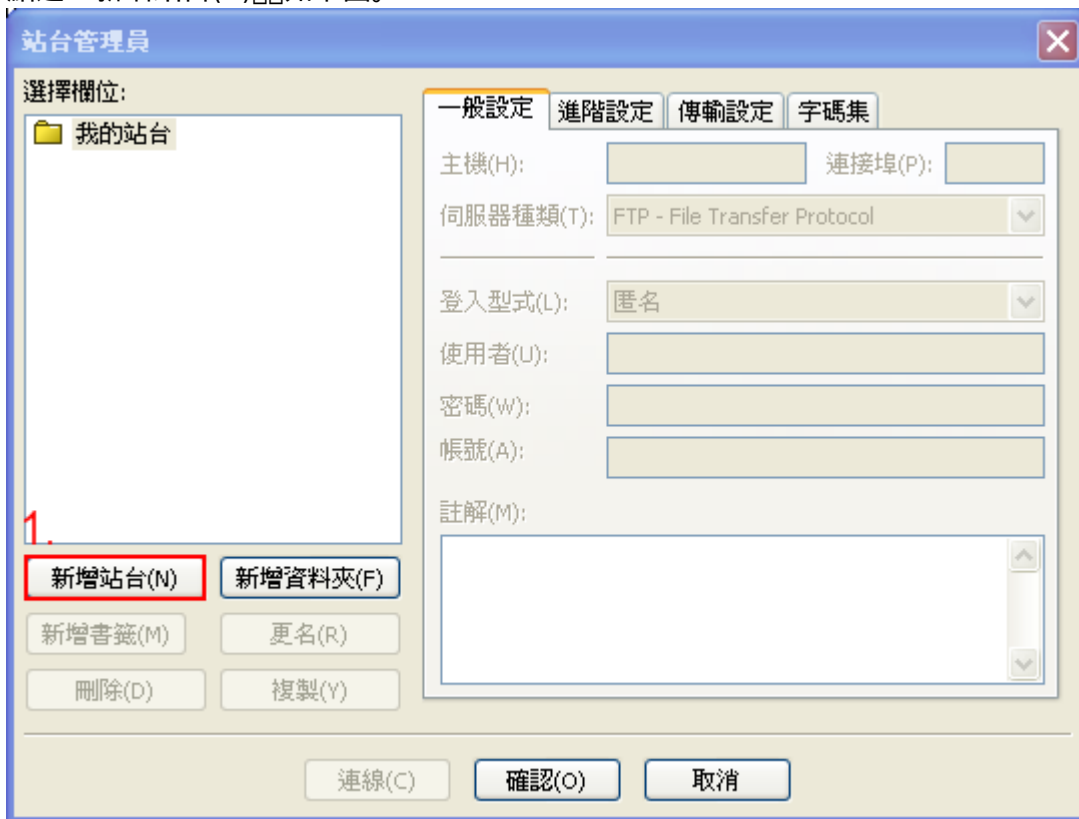 站台管理員
選擇欄位:
我的站台
一般設定 進階設定 傳輸設定 字碼集
主機(H): 連接埠(P):
伺服器種類(T): FTP - File Transfer Protocol
登入型式(L): 匿名
使用者(U):
密碼(W):
帳號(A):
註解(M):
1.
新增站台(N) 新增資料夾(F)
新增書籤(M) 更名(R)
刪除(D) 複製(Y)
連線(C) 確認(O) 取消